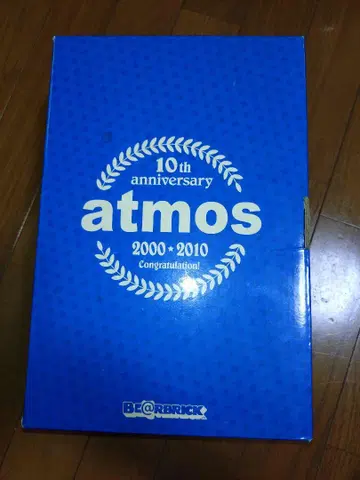 10th
anniversary
atmos
2000★2010
Congratulation!
BE@RBRICK